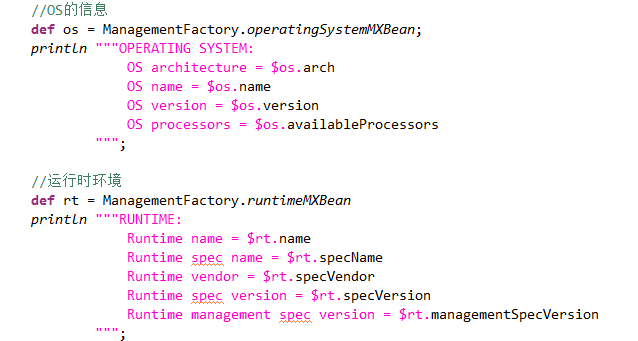 //OS的信息
def os = ManagementFactory.operatingSystemMXBean;
println """OPERATING SYSTEM:
OS architecture = $os.arch
OS name = $os.name
OS version = $os.version
OS processors = $os.availableProcessors
""";
//运行时环境
def rt = ManagementFactory.runtimeMXBean
println """RUNTIME:
Runtime name = $rt.name
Runtime spec name = $rt.specName
Runtime vendor = $rt.specVendor
Runtime spec version = $rt.specVersion
Runtime management spec version = $rt.managementSpecVersion
""";